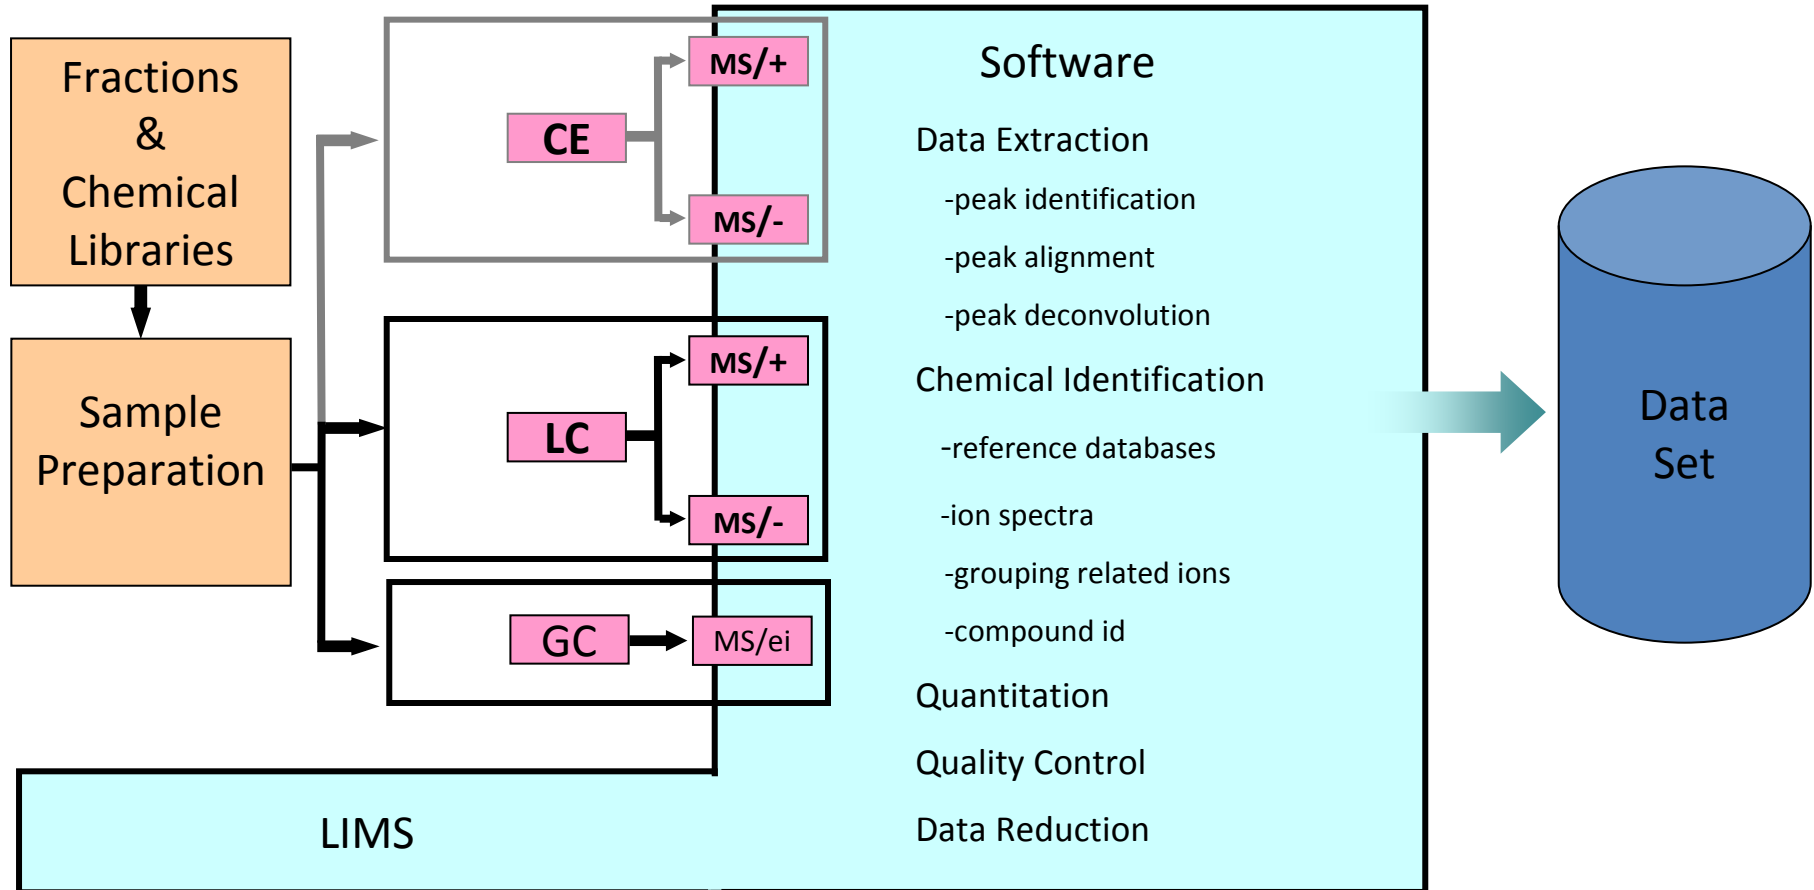 Fractions
&
Chemical
Libraries
Sample
Preparation
CE
MS/+
MS/-
LC
MS/+
MS/-
GC
MS/ei
LIMS
Software
Data Extraction
-peak identification
-peak alignment
-peak deconvolution
Chemical Identification
-reference databases
-ion spectra
-grouping related ions
-compound id
Quantitation
Quality Control
Data Reduction
Data
Set